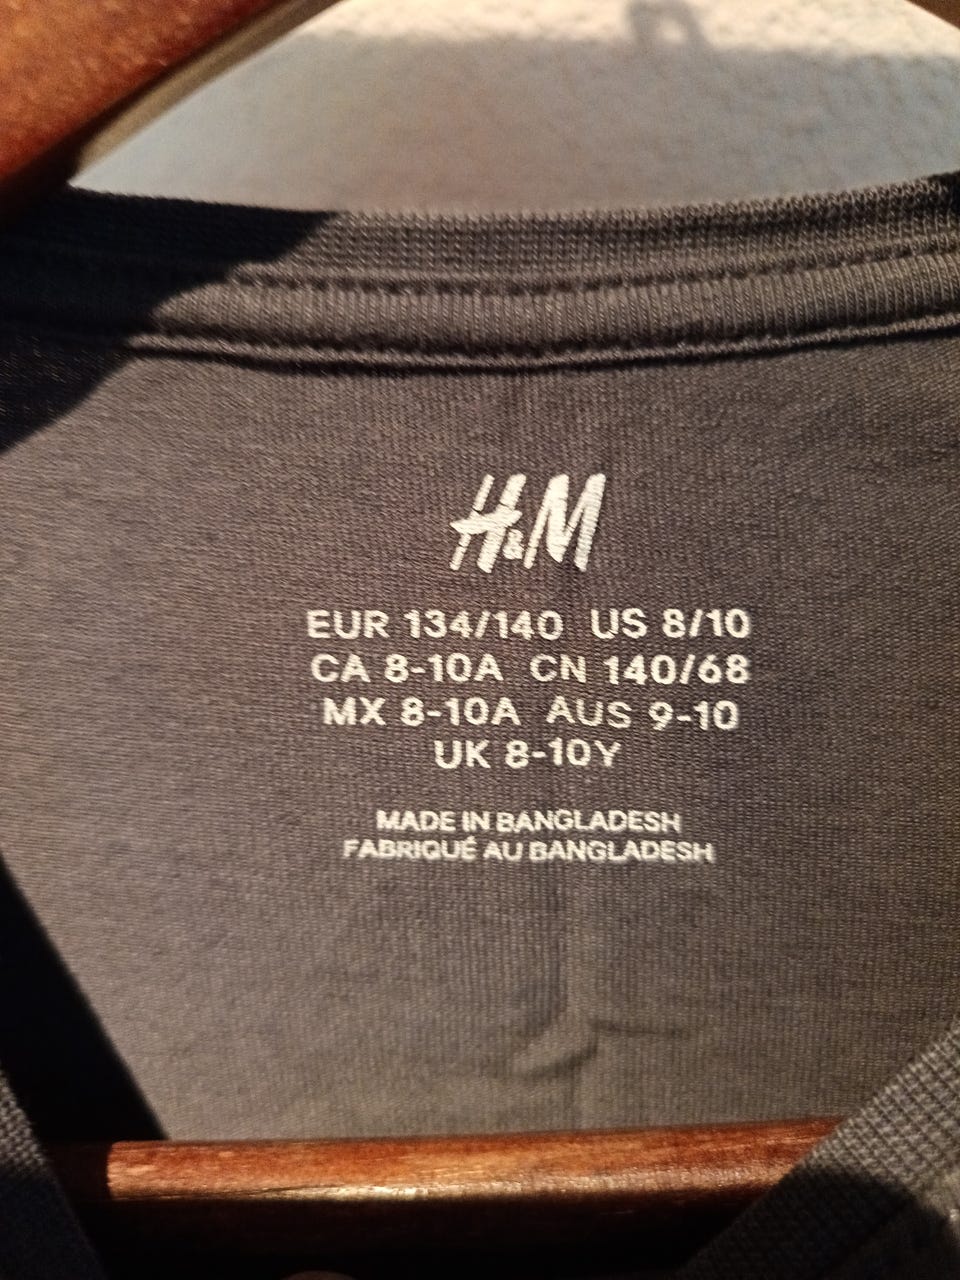 H&M
EUR 134/140 US 8/10
CA 8-10A CN 140/68
MX 8-10A AUS 9-10
UK 8-10Y
MADE IN BANGLADESH
FABRIQUÉ AU BANGLADESH